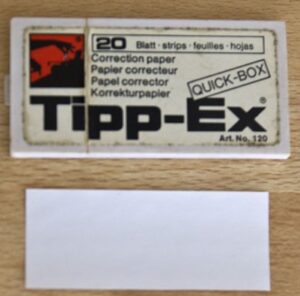 20 Blatt · strips · feuilles · hojas
Correction paper
Papier correcteur
Papel corrector
Korrekturpapier
QUICK-BOX
Tipp-Ex®
Art. No. 120